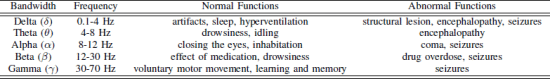 Bandwidth Frequency Normal Functions Abnormal Functions
Delta (δ) 0.1-4 Hz artifacts, sleep, hyperventilation structural lesion, encephalopathy, seizures
Theta (θ) 4-8 Hz drowsiness, idling encephalopathy
Alpha (α) 8-12 Hz closing the eyes, inhabitation coma, seizures
Beta (β) 12-30 Hz effect of medication, drowsiness drug overdose, seizures
Gamma (γ) 30-70 Hz voluntary motor movement, learning and memory seizures